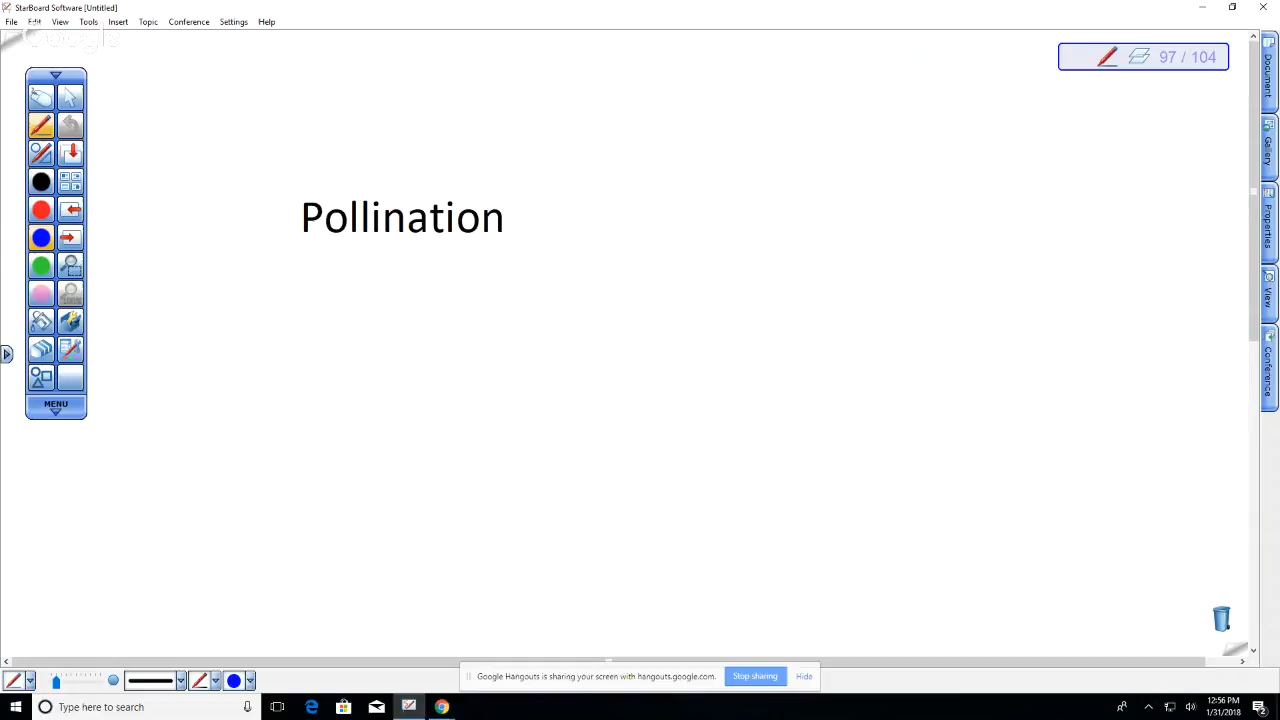 StarBoard Software [Untitled]
File Edit View Tools Insert Topic Conference Settings Help
Google
97 / 104
Document
Gallery
Properties
View
Conference
Pollination
MENU
Google Hangouts is sharing your screen with hangouts.google.com. Stop sharing Hide
Type here to search
12:56 PM
1/31/2018
2